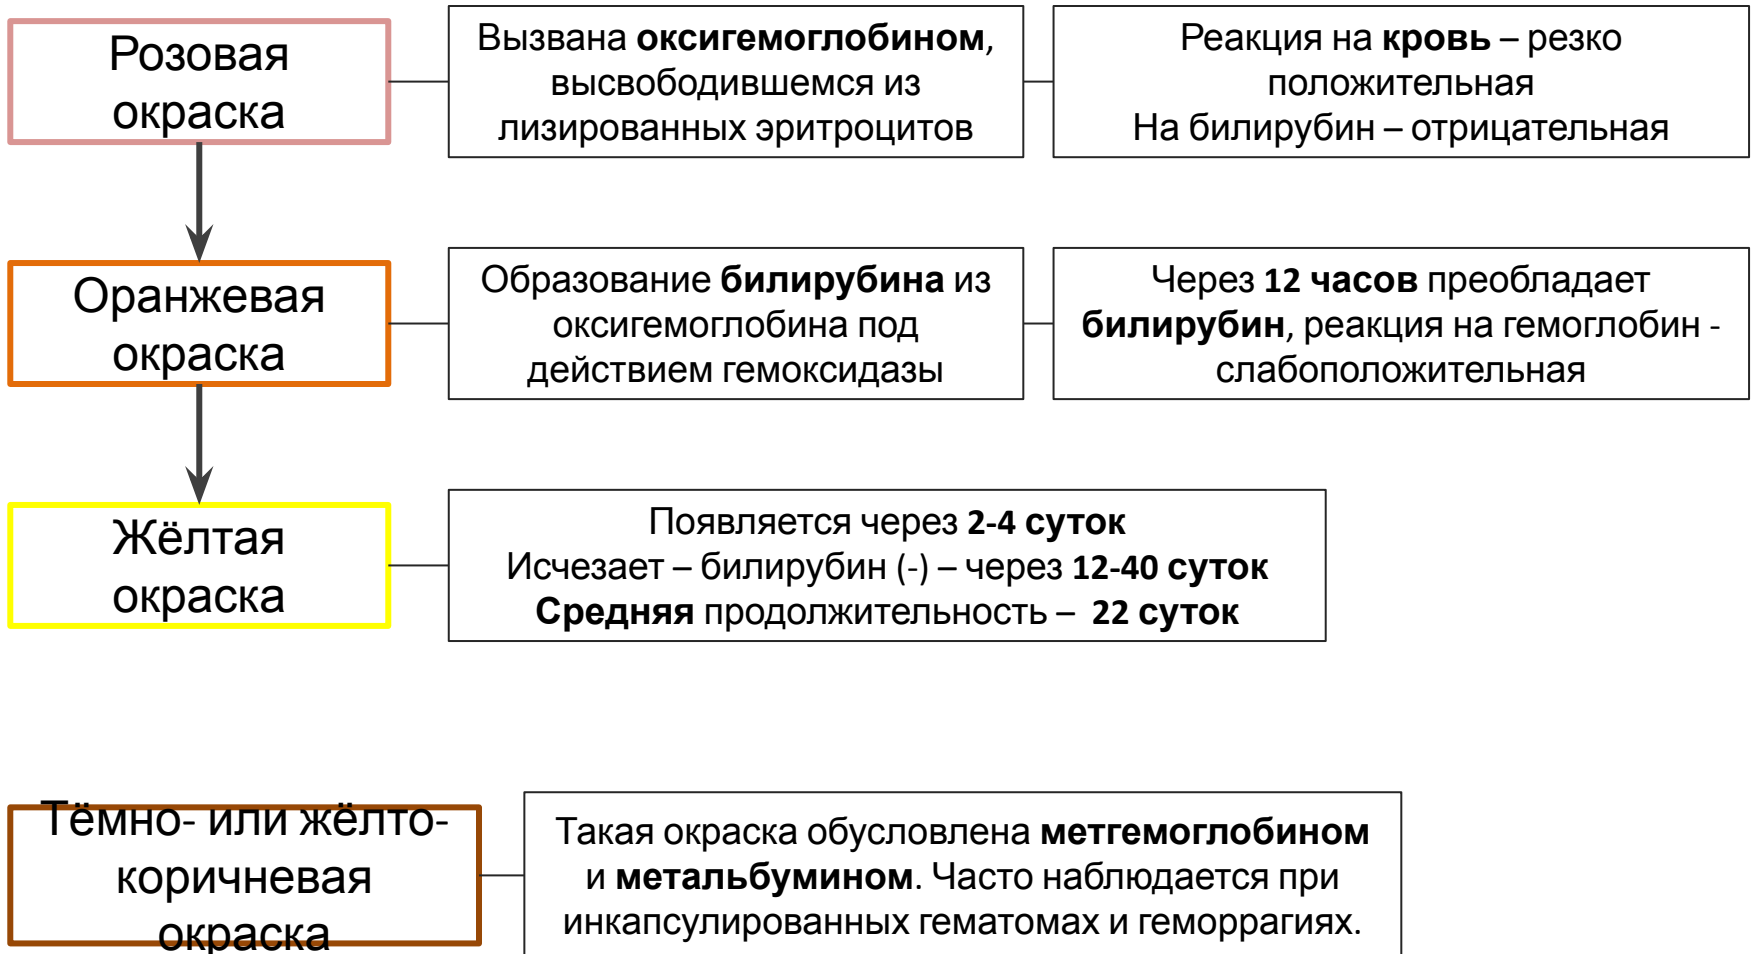 Розовая
окраска
Вызвана оксигемоглобином,
высвободившемся из
лизированных эритроцитов
Реакция на кровь – резко
положительная
На билирубин – отрицательная
Оранжевая
окраска
Образование билирубина из
оксигемоглобина под
действием гемоксидазы
Через 12 часов преобладает
билирубин, реакция на гемоглобин -
слабоположительная
Жёлтая
окраска
Появляется через 2-4 суток
Исчезает – билирубин (-) – через 12-40 суток
Средняя продолжительность – 22 суток
Тёмно- или жёлто-
коричневая
окраска
Такая окраска обусловлена метгемоглобином
и метальбумином. Часто наблюдается при
инкапсулированных гематомах и геморрагиях.